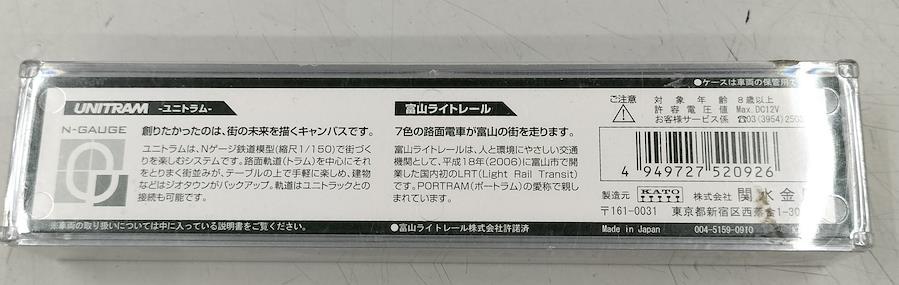 ●ケースは車両の保管用
UNITRAM -ユニトラム-
N-GAUGE
創りたかったのは、街の未来を描くキャンバスです。
ユニトラムは、Nゲージ鉄道模型(縮尺1/150)で街づく
りを楽しむシステムです。路面軌道(トラム)を中心にそれ
をとりまく街並みが、テーブルの上で手軽に楽しめ、建物
などはジオタウンがバックアップ。軌道はユニトラックとの
接続も可能です。
※車両の取り扱いについては中に入っている説明書をご覧ください。
富山ライトレール
7色の路面電車が富山の街を走ります。
富山ライトレールは、人と環境にやさしい交通
機関として、平成18年(2006)に富山市で開
業した国内初のLRT(Light Rail Transit)
です。PORTRAM(ポートラム)の愛称で親し
まれています。
●富山ライトレール株式会社許諾済
ご注意
対象年齢 8歳以上
許容電圧値 Max.DC12V
お客様サービス係 ☎03(3954)
4 949727 520926
製造元 KATO 株式会社 関水金
〒161-0031 東京都新宿区西
Made in Japan 004-5159-0910